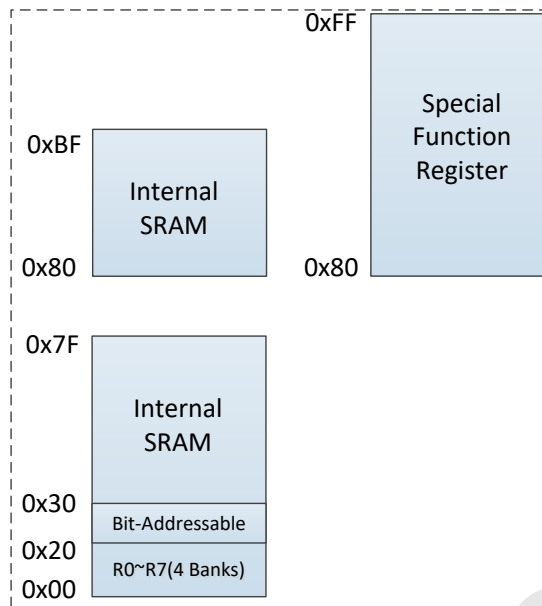 0xFF
Special
Function
Register
0xBF
Internal
SRAM
0x80
0x80
0x7F
Internal
SRAM
0x30
Bit-Addressable
0x20
R0~R7(4 Banks)
0x00